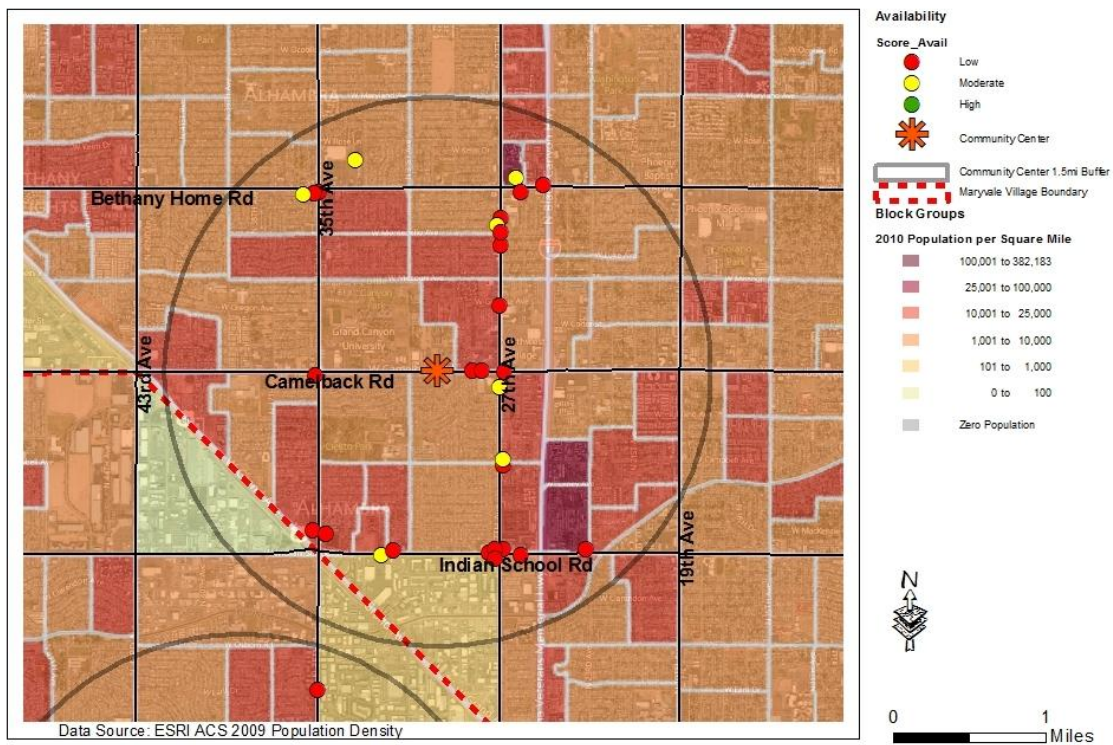 Availability
Score_Avail
Low
Moderate
High
Community Center
Community Center 1.5mi Buffer
Maryvale Village Boundary
Block Groups
2010 Population per Square Mile
100,001 to 382,183
25,001 to 100,000
10,001 to 25,000
1,001 to 10,000
101 to 1,000
0 to 100
Zero Population
ALHAMBRA
Bethany Home Rd
35th Ave
Grand Canyon
University
43rd Ave
Camelback Rd
27th Ave
ALHAMBRA
19th Ave
Indian School Rd
N
0 1
Miles
Data Source: ESRI ACS 2009 Population Density